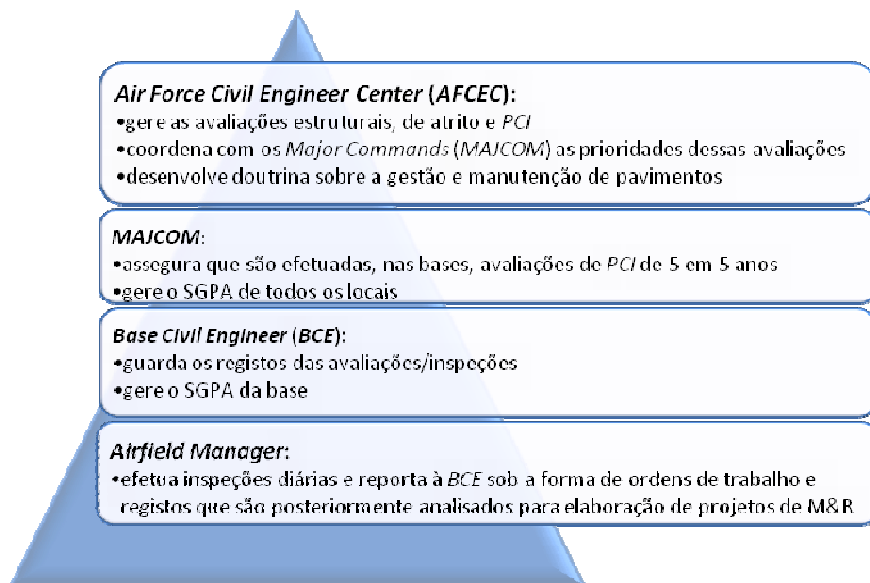 Air Force Civil Engineer Center (AFCEC):
•gere as avaliações estruturais, de atrito e PCI
•coordena com os Major Commands (MAJCOM) as prioridades dessas avaliações
•desenvolve doutrina sobre a gestão e manutenção de pavimentos
MAJCOM:
•assegura que são efetuadas, nas bases, avaliações de PCI de 5 em 5 anos
•gere o SGPA de todos os locais
Base Civil Engineer (BCE):
•guarda os registos das avaliações/inspeções
•gere o SGPA da base
Airfield Manager:
•efetua inspeções diárias e reporta à BCE sob a forma de ordens de trabalho e
registos que são posteriormente analisados para elaboração de projetos de M&R